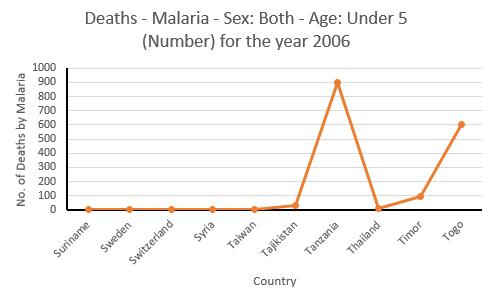 Deaths - Malaria - Sex: Both - Age: Under 5
(Number) for the year 2006
No. of Deaths by Malaria
1000
900
800
700
600
500
400
300
200
100
0
Suriname
Sweden
Switzerland
Syria
Taiwan
Tajikistan
Tanzania
Thailand
Timor
Togo
Country